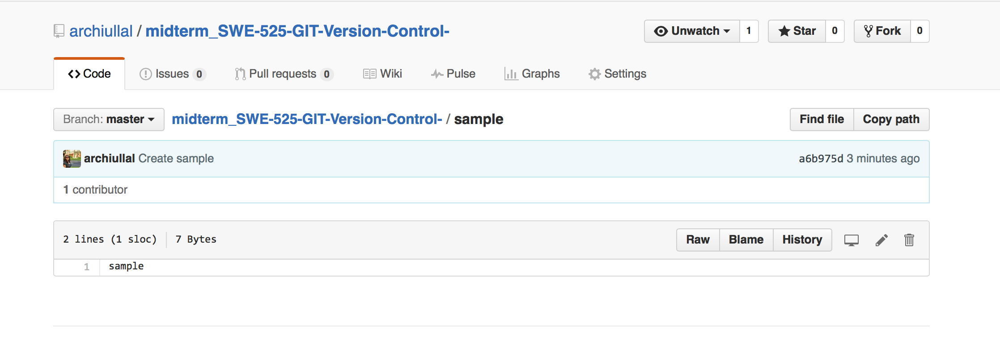 archiullal / midterm_SWE-525-GIT-Version-Control- Unwatch 1 Star 0 Fork 0
Code Issues 0 Pull requests 0 Wiki Pulse Graphs Settings
Branch: master midterm_SWE-525-GIT-Version-Control- / sample Find file Copy path
archiullal Create sample a6b975d 3 minutes ago
1 contributor
2 lines (1 sloc) 7 Bytes Raw Blame History
1 sample